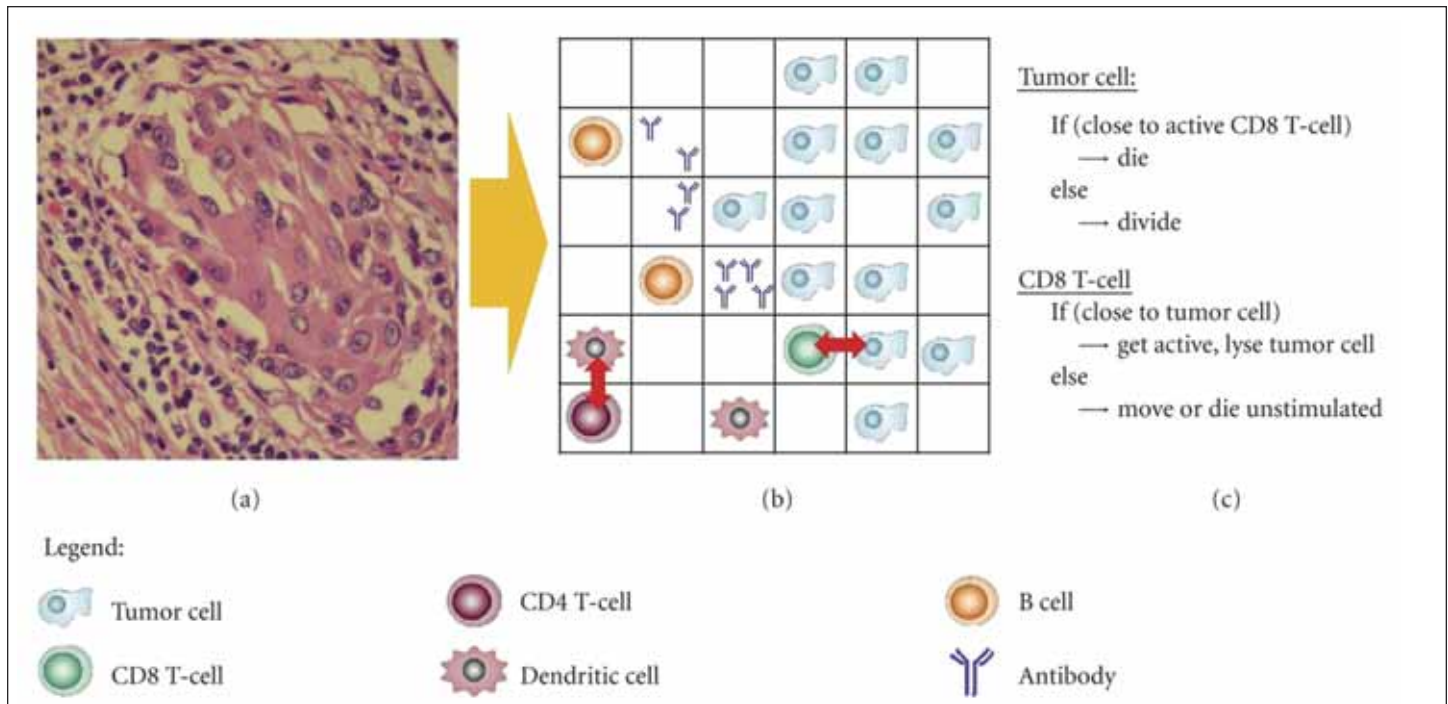 Tumor cell:
If (close to active CD8 T-cell)
→ die
else
→ divide
CD8 T-cell
If (close to tumor cell)
→ get active, lyse tumor cell
else
→ move or die unstimulated
(a)
(b)
(c)
Legend:
Tumor cell
CD4 T-cell
B cell
CD8 T-cell
Dendritic cell
Antibody